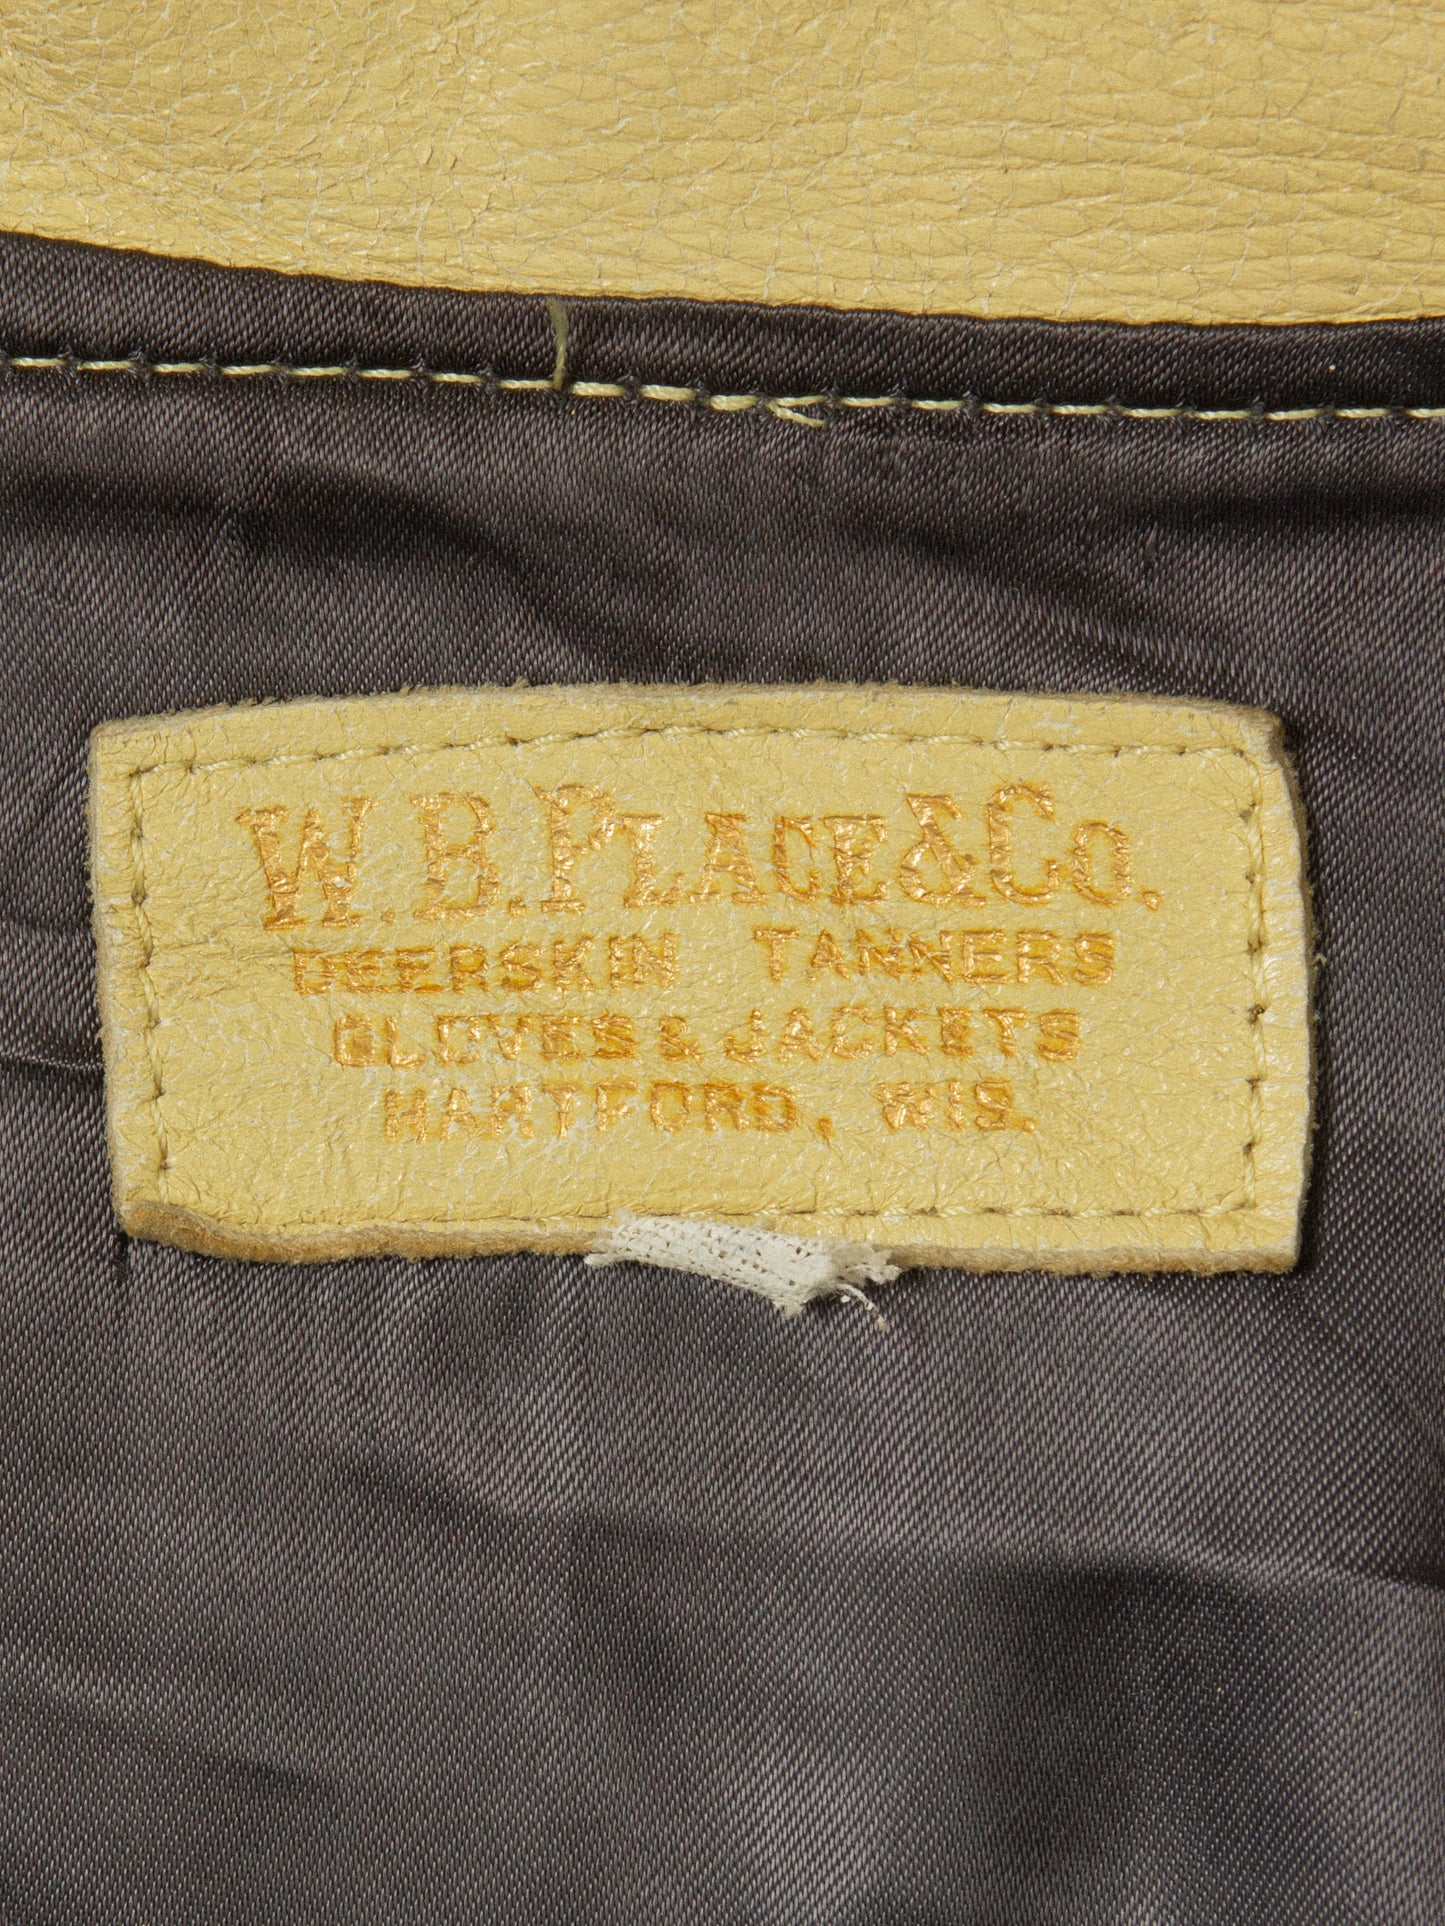 W.B. PLACE & CO.
DEERSKIN TANNERS
GLOVES & JACKETS
HARTFORD, WIS.